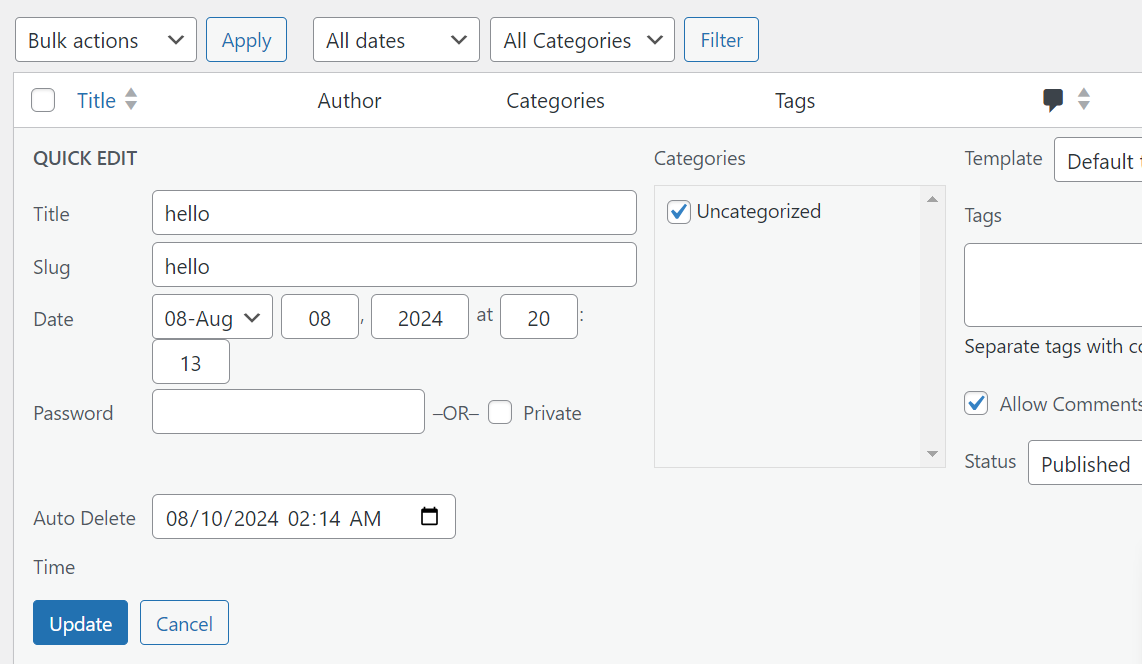 Bulk actions Apply All dates All Categories Filter
Title Author Categories Tags
QUICK EDIT
Title hello
Slug hello
Date 08-Aug 08 , 2024 at 20 :
13
Password –OR– Private
Auto Delete 08/10/2024 02:14 AM
Time
Update Cancel
Categories
Uncategorized
Template Default
Tags
Separate tags with
Allow Comments
Status Published